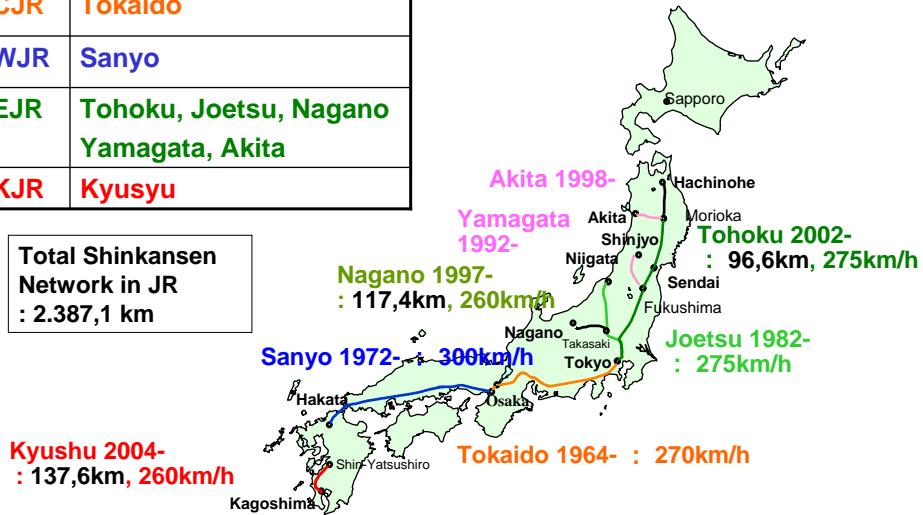 CJR Tokaido
WJR Sanyo
EJR Tohoku, Joetsu, Nagano
Yamagata, Akita
KJR Kyusyu
Total Shinkansen
Network in JR
: 2.387,1 km
Sapporo
Akita 1998-
Hachinohe
Yamagata
1992-
Akita
Morioka
Shinjyo
Tohoku 2002-
: 96,6km, 275km/h
Niigata
Nagano 1997-
: 117,4km, 260km/h
Sendai
Fukushima
Nagano
Takasaki
Joetsu 1982-
: 275km/h
Sanyo 1972- : 300km/h
Tokyo
Hakata
Osaka
Kyushu 2004-
: 137,6km, 260km/h
Shin-Yatsushiro
Tokaido 1964- : 270km/h
Kagoshima